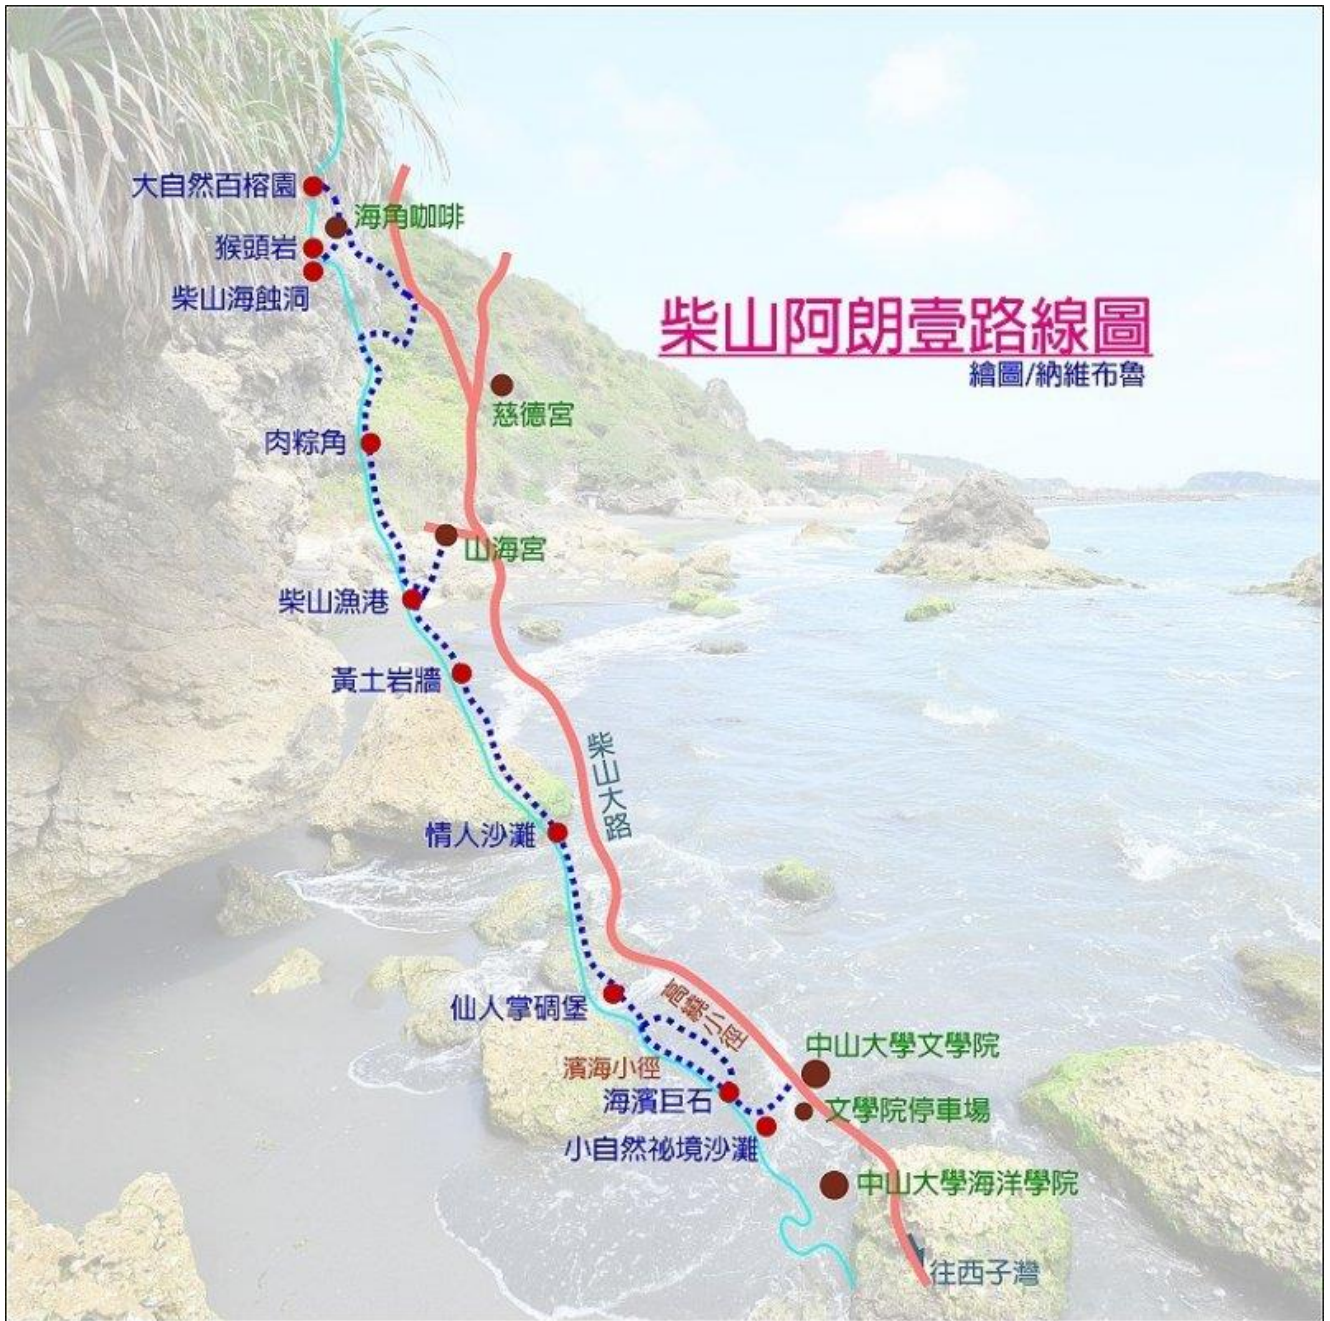 大自然百榕園
海角咖啡
猴頭岩
柴山海蝕洞
柴山阿朗壹路線圖
繪圖/納維布魯
慈德宮
肉粽角
山海宮
柴山漁港
黃土岩牆
柴山大路
情人沙灘
仙人掌碉堡
高繞小徑
中山大學文學院
濱海小徑
海濱巨石
文學院停車場
小自然祕境沙灘
中山大學海洋學院
往西子灣